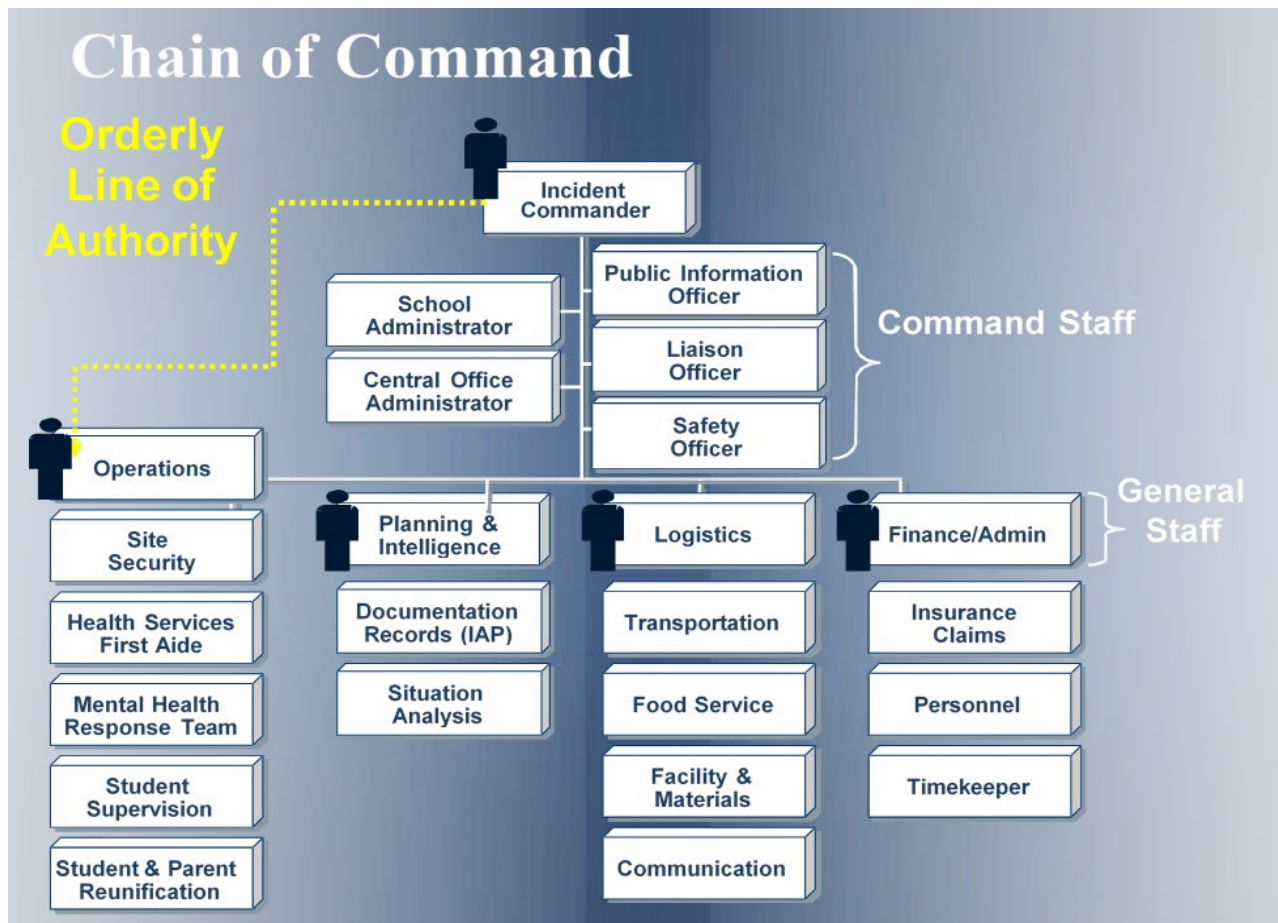 Chain of Command
Orderly
Line of
Authority
Incident
Commander
School
Administrator
Central Office
Administrator
Public Information
Officer
Liaison
Officer
Safety
Officer
Command Staff
General
Staff
Operations
Site
Security
Health Services
First Aide
Mental Health
Response Team
Student
Supervision
Student & Parent
Reunification
Planning &
Intelligence
Documentation
Records (IAP)
Situation
Analysis
Logistics
Transportation
Food Service
Facility &
Materials
Communication
Finance/Admin
Insurance
Claims
Personnel
Timekeeper